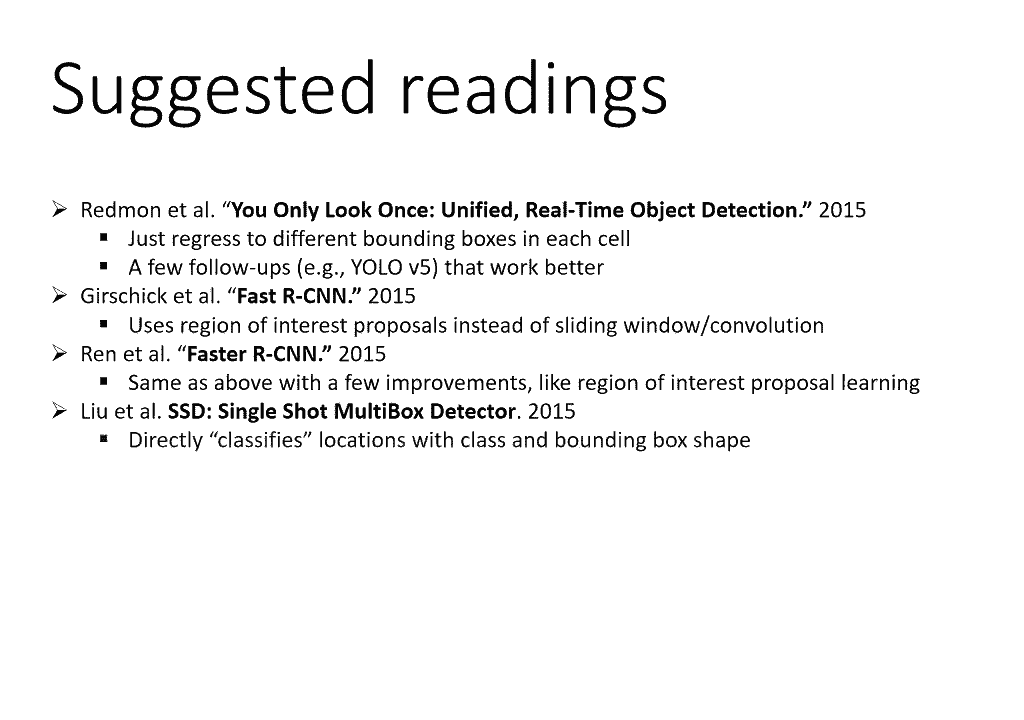 Suggested readings
➢ Redmon et al. “You Only Look Once: Unified, Real-Time Object Detection.” 2015
▪ Just regress to different bounding boxes in each cell
▪ A few follow-ups (e.g., YOLO v5) that work better
➢ Girschick et al. “Fast R-CNN.” 2015
▪ Uses region of interest proposals instead of sliding window/convolution
➢ Ren et al. “Faster R-CNN.” 2015
▪ Same as above with a few improvements, like region of interest proposal learning
➢ Liu et al. SSD: Single Shot MultiBox Detector. 2015
▪ Directly “classifies” locations with class and bounding box shape